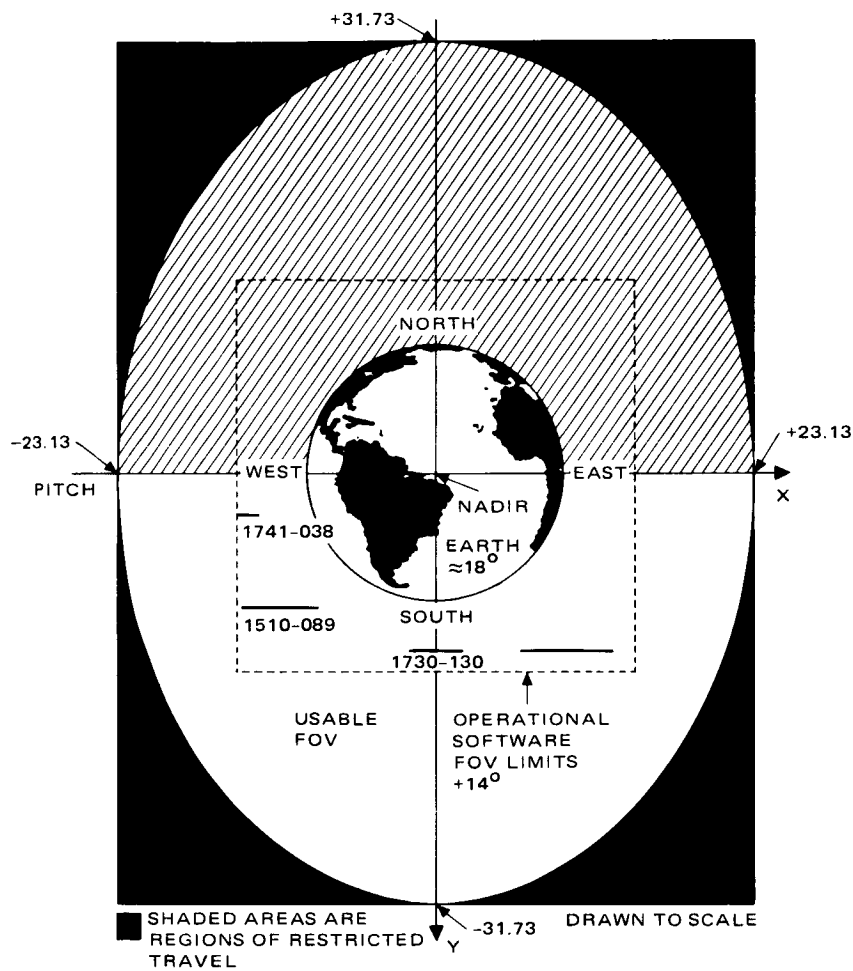 +31.73
NORTH
-23.13
+23.13
WEST
EAST
PITCH
X
NADIR
1741-038
EARTH
≈18°
1510-089
SOUTH
1730-130
USABLE
FOV
OPERATIONAL
SOFTWARE
FOV LIMITS
+14°
SHADED AREAS ARE
REGIONS OF RESTRICTED
TRAVEL
-31.73
Y
DRAWN TO SCALE